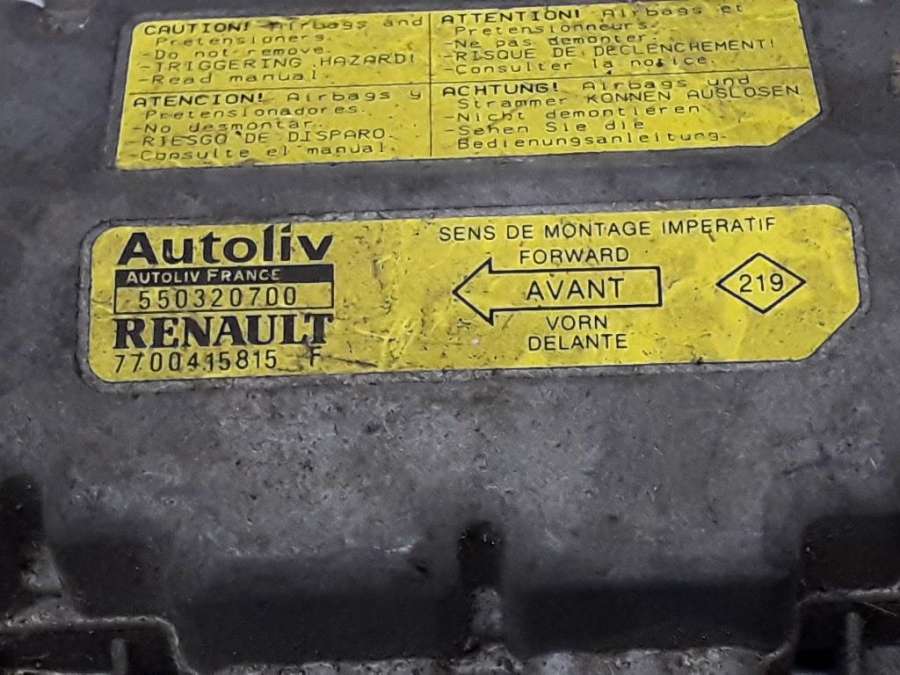 CAUTION! Airbags and
Pretensioners.
-Do not remove.
-TRIGGERING HAZARD!
-Read manual.
ATTENTION! Airbags et
Pretensionneurs.
-Ne pas demonter.
-RISQUE DE DECLENCHEMENT!
-Consulter la notice.
ATENCION! Airbags y
Pretensionadores.
-No desmontar.
-RIESGO DE DISPARO.
-Consulte el manual.
ACHTUNG! Airbags und
Strammer KONNEN AUSLOSEN
-Nicht demontieren
-Sehen Sie die
Bedienungsanleitung.
Autoliv
AUTOLIV FRANCE
550320700
RENAULT
7700415815 F
SENS DE MONTAGE IMPERATIF
FORWARD
AVANT
VORN
DELANTE
219